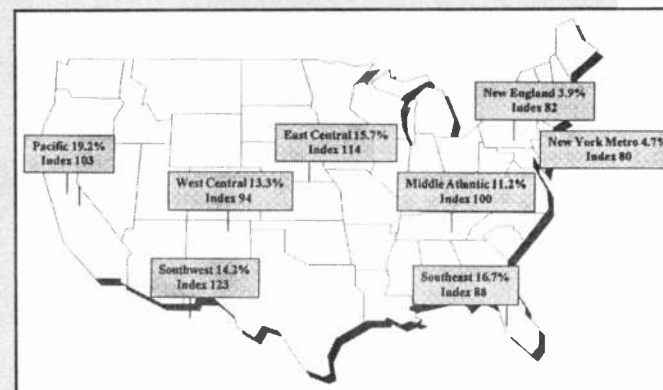 New England 3.9%
Index 82
East Central 15.7%
Index 114
Pacific 19.2%
Index 103
New York Metro 4.7%
Index 80
West Central 13.3%
Index 94
Middle Atlantic 11.2%
Index 100
Southwest 14.2%
Index 123
Southeast 16.7%
Index 88